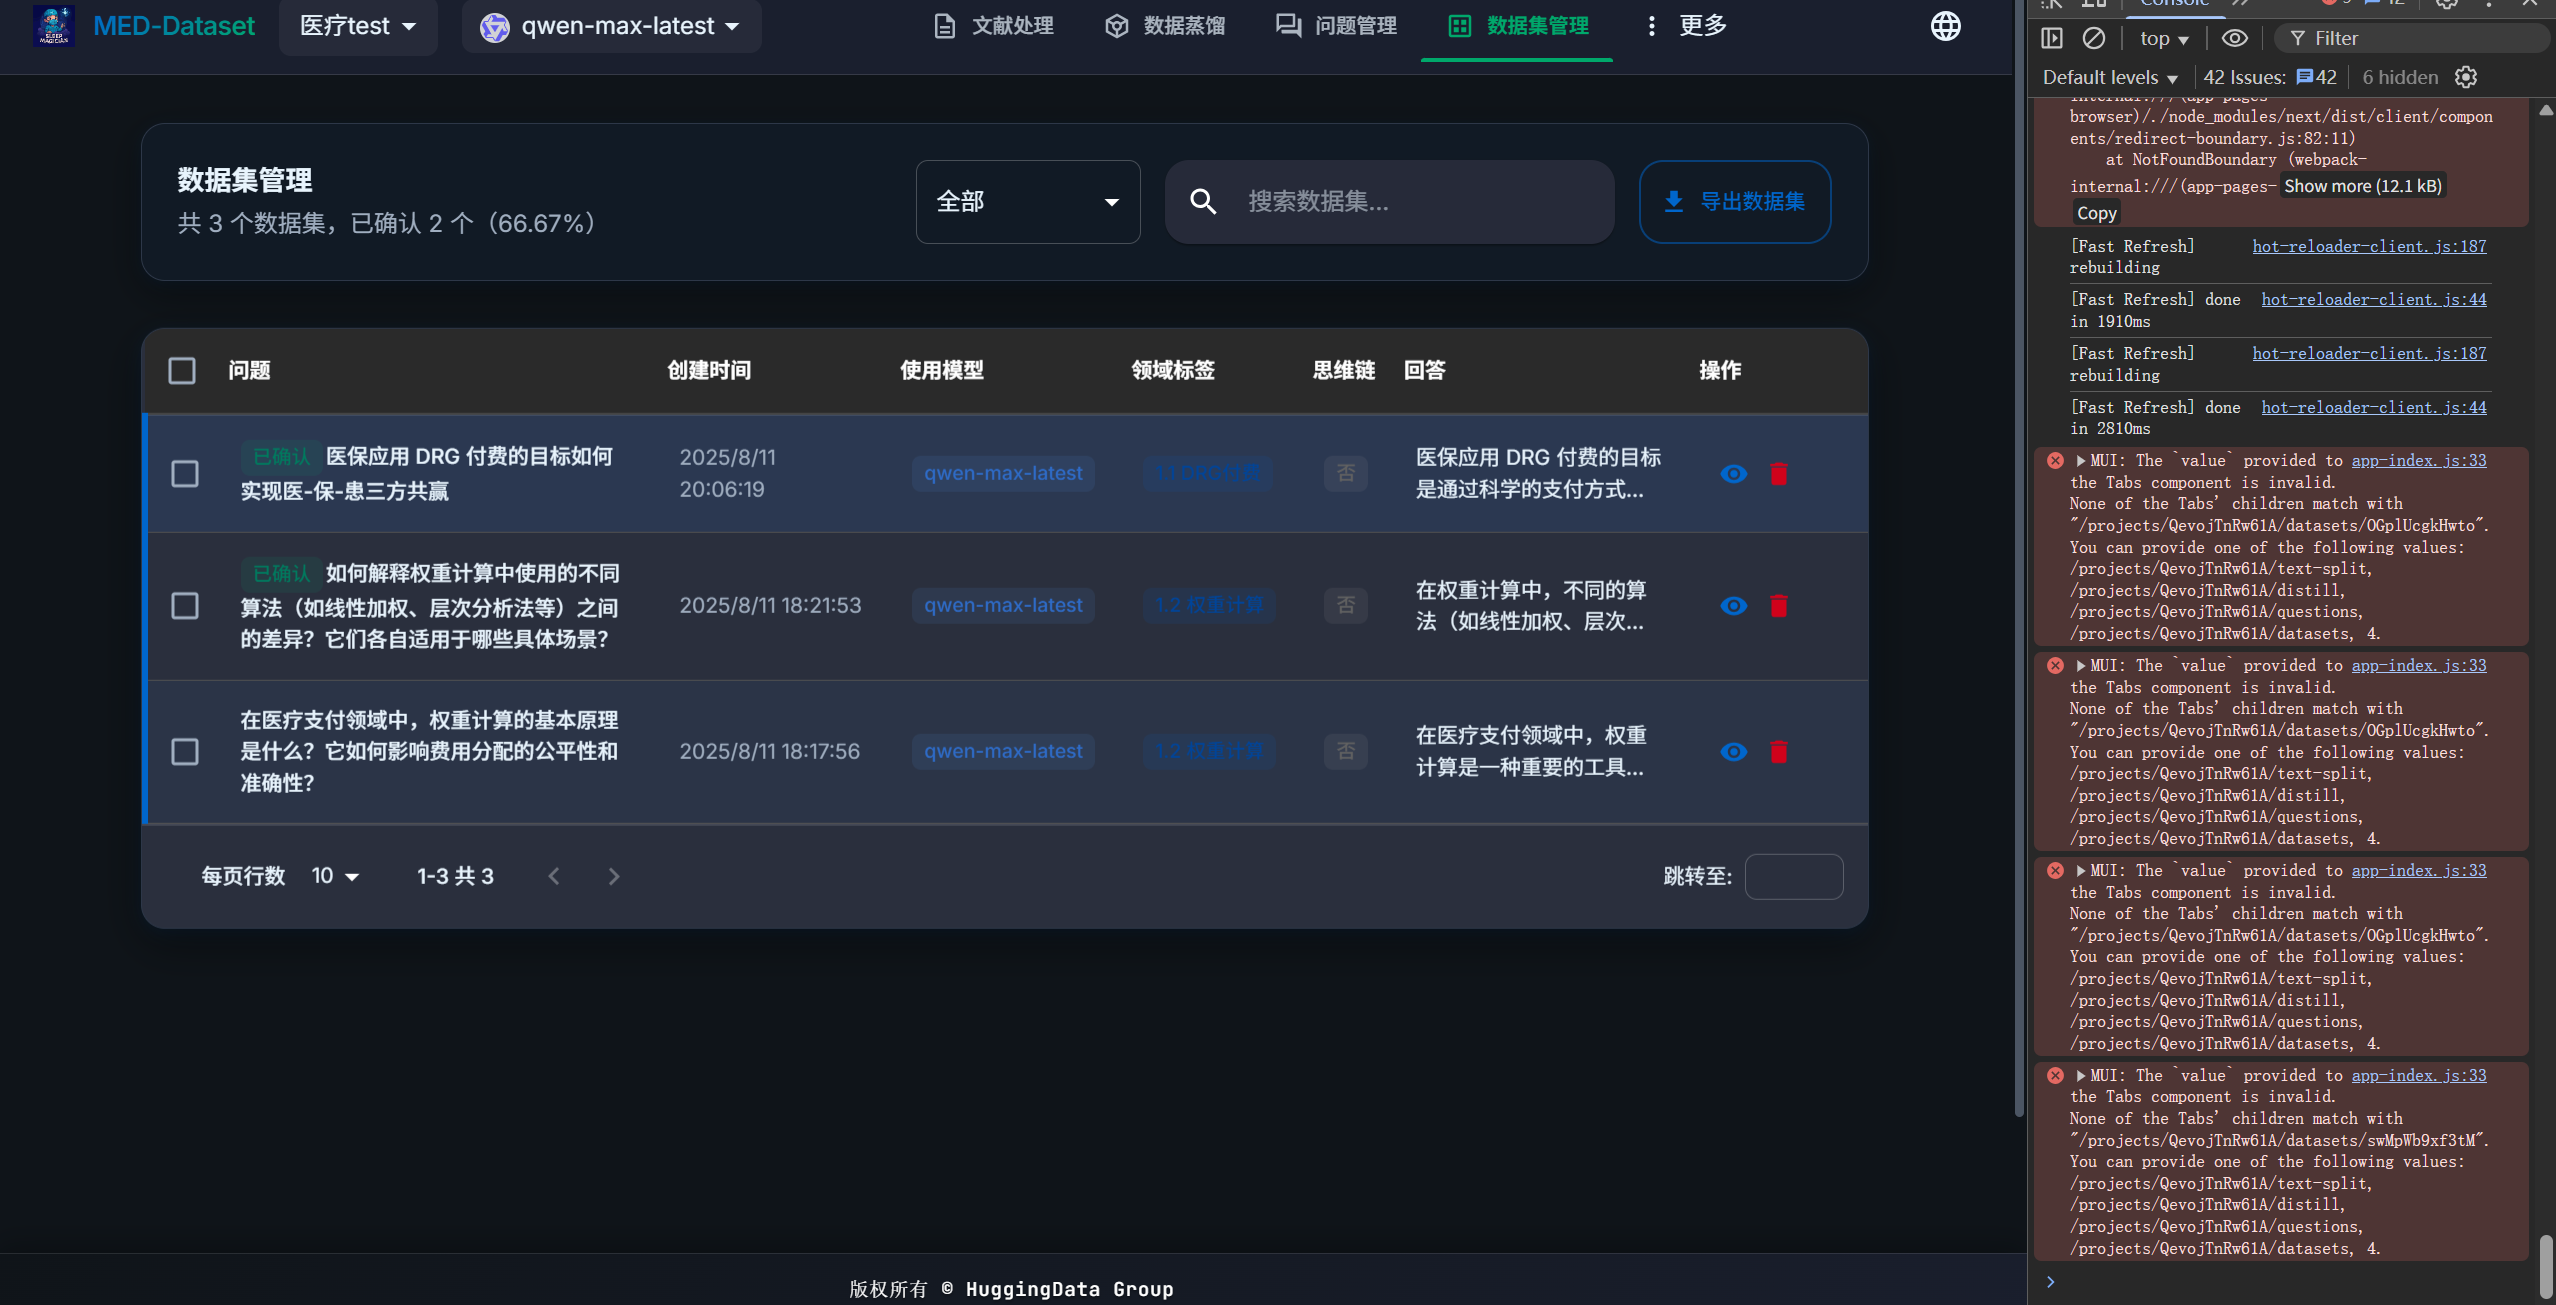 MED-Dataset
医疗test
qwen-max-latest
文献处理
数据蒸馏
问题管理
数据集管理
更多
数据集管理
共 3 个数据集，已确认 2 个（66.67%）
全部
搜索数据集...
导出数据集
问题
创建时间
使用模型
领域标签
思维链
回答
操作
已确认 医保应用 DRG 付费的目标如何
实现医-保-患三方共赢
2025/8/11
20:06:19
qwen-max-latest
1.1 DRG付费
否
医保应用 DRG 付费的目标
是通过科学的支付方式...
已确认 如何解释权重计算中使用的不同
算法（如线性加权、层次分析法等）之间
的差异？它们各自适用于哪些具体场景？
2025/8/11 18:21:53
qwen-max-latest
1.2 权重计算
否
在权重计算中，不同的算
法（如线性加权、层次...
在医疗支付领域中，权重计算的基本原理
是什么？它如何影响费用分配的公平性和
准确性？
2025/8/11 18:17:56
qwen-max-latest
1.2 权重计算
否
在医疗支付领域中，权重
计算是一种重要的工具...
每页行数
10
1-3 共 3
跳转至:
版权所有 © HuggingData Group
Console
top
Filter
Default levels
42 Issues:
42
6 hidden
internal:///(app-pages-
browser)/./node_modules/next/dist/client/compon
ents/redirect-boundary.js:82:11)
at NotFoundBoundary (webpack-
internal:///(app-pages- Show more (12.1 kB)
Copy
[Fast Refresh] hot-reloader-client.js:187
rebuilding
[Fast Refresh] done hot-reloader-client.js:44
in 1910ms
[Fast Refresh] hot-reloader-client.js:187
rebuilding
[Fast Refresh] done hot-reloader-client.js:44
in 2810ms
MUI: The `value` provided to app-index.js:33
the Tabs component is invalid.
None of the Tabs' children match with
"/projects/QevojTnRw61A/datasets/OGplUcgkHwto".
You can provide one of the following values:
/projects/QevojTnRw61A/text-split,
/projects/QevojTnRw61A/distill,
/projects/QevojTnRw61A/questions,
/projects/QevojTnRw61A/datasets, 4.
MUI: The `value` provided to app-index.js:33
the Tabs component is invalid.
None of the Tabs' children match with
"/projects/QevojTnRw61A/datasets/OGplUcgkHwto".
You can provide one of the following values:
/projects/QevojTnRw61A/text-split,
/projects/QevojTnRw61A/distill,
/projects/QevojTnRw61A/questions,
/projects/QevojTnRw61A/datasets, 4.
MUI: The `value` provided to app-index.js:33
the Tabs component is invalid.
None of the Tabs' children match with
"/projects/QevojTnRw61A/datasets/OGplUcgkHwto".
You can provide one of the following values:
/projects/QevojTnRw61A/text-split,
/projects/QevojTnRw61A/distill,
/projects/QevojTnRw61A/questions,
/projects/QevojTnRw61A/datasets, 4.
MUI: The `value` provided to app-index.js:33
the Tabs component is invalid.
None of the Tabs' children match with
"/projects/QevojTnRw61A/datasets/swMpWb9xf3tM".
You can provide one of the following values:
/projects/QevojTnRw61A/text-split,
/projects/QevojTnRw61A/distill,
/projects/QevojTnRw61A/questions,
/projects/QevojTnRw61A/datasets, 4.